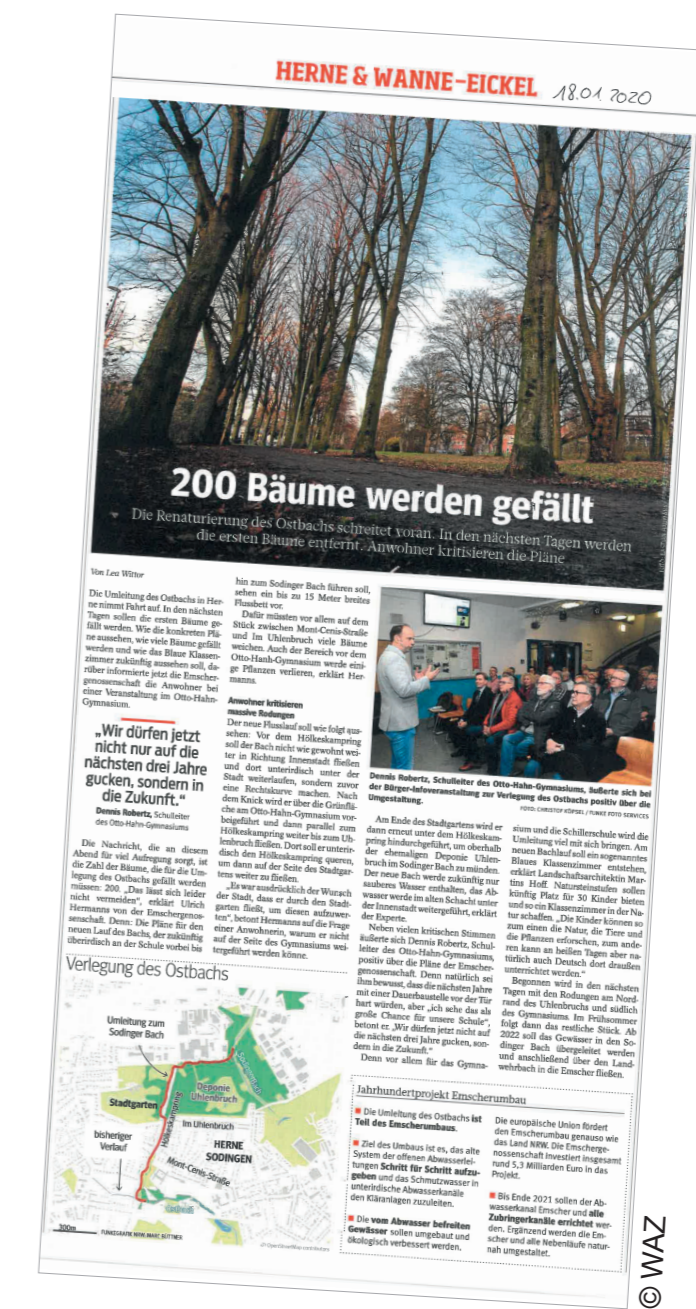 HERNE & WANNE-EICKEL
18.01.2020
200 Bäume werden gefällt
Die Renaturierung des Ostbachs schreitet voran. In den nächsten Tagen werden
die ersten Bäume entfernt. Anwohner kritisieren die Pläne
Von Lea Wittor
Die Umleitung des Ostbachs in Her-
ne nimmt Fahrt auf. In den nächsten
Tagen sollen die ersten Bäume ge-
fällt werden. Wie die konkreten Plä-
ne aussehen, wie viele Bäume gefällt
werden und wie das Blaue Klassen-
zimmer zukünftig aussehen soll, da-
rüber informierte jetzt die Emscher-
genossenschaft die Anwohner bei
einer Veranstaltung im Otto-Hahn-
Gymnasium.
„Wir dürfen jetzt
nicht nur auf die
nächsten drei Jahre
gucken, sondern in
die Zukunft.“
Dennis Robertz, Schulleiter
des Otto-Hahn-Gymnasiums
Die Nachricht, die an diesem
Abend für viel Aufregung sorgt, ist
die Zahl der Bäume, die für die Um-
legung des Ostbachs gefällt werden
müssen: 200. „Das lässt sich leider
nicht vermeiden“, erklärt Ulrich
Hermanns von der Emschergenos-
senschaft. Denn: Die Pläne für den
neuen Lauf des Bachs, der zukünftig
überirdisch an der Schule vorbei bis
hin zum Sodinger Bach führen soll,
sehen ein bis zu 15 Meter breites
Flussbett vor.
Dafür müssten vor allem auf dem
Stück zwischen Mont-Cenis-Straße
und Im Uhlenbruch viele Bäume
weichen. Auch der Bereich vor dem
Otto-Hanh-Gymnasium werde eini-
ge Pflanzen verlieren, erklärt Her-
manns.
Anwohner kritisieren
massive Rodungen
Der neue Flusslauf soll wie folgt aus-
sehen: Vor dem Hölkeskampring
soll der Bach nicht wie gewohnt wei-
ter in Richtung Innenstadt fließen
und dort unterirdisch unter der
Stadt weiterlaufen, sondern zuvor
eine Rechtskurve machen. Nach
dem Knick wird er über die Grünflä-
che am Otto-Hahn-Gymnasium vor-
beigeführt und dann parallel zum
Hölkeskampring weiter bis zum Uh-
lenbruch fließen. Dort soll er unterir-
disch den Hölkeskampring queren,
um dann auf der Seite des Stadtgar-
tens weiter zu fließen.
„Es war ausdrücklich der Wunsch
der Stadt, dass er durch den Stadt-
garten fließt, um diesen aufzuwer-
ten“, betont Hermanns auf die Frage
einer Anwohnerin, warum er nicht
auf der Seite des Gymnasiums wei-
tergeführt werden könne.
Dennis Robertz, Schulleiter des Otto-Hahn-Gymnasiums, äußerte sich bei
der Bürger-Infoveranstaltung zur Verlegung des Ostbachs positiv über die
Umgestaltung.
FOTO: CHRISTOF KÖPSEL / FUNKE FOTO SERVICES
Am Ende des Stadtgartens wird er
dann erneut unter dem Hölkeskam-
pring hindurchgeführt, um oberhalb
der ehemaligen Deponie Uhlen-
bruch im Sodinger Bach zu münden.
Der neue Bach werde zukünftig nur
sauberes Wasser enthalten, das Ab-
wasser werde im alten Schacht unter
der Innenstadt weitergeführt, erklärt
der Experte.
Neben vielen kritischen Stimmen
äußerte sich Dennis Robertz, Schul-
leiter des Otto-Hahn-Gymnasiums,
positiv über die Pläne der Emscher-
genossenschaft. Denn natürlich sei
ihm bewusst, dass die nächsten Jahre
mit einer Dauerbaustelle vor der Tür
hart würden, aber „ich sehe das als
große Chance für unsere Schule“,
betont er. „Wir dürfen jetzt nicht auf
die nächsten drei Jahre gucken, son-
dern in die Zukunft.“
Denn vor allem für das Gymna-
sium und die Schillerschule wird die
Umleitung viel mit sich bringen. Am
neuen Bachlauf soll ein sogenanntes
Blaues Klassenzimmer entstehen,
erklärt Landschaftsarchitektin Mar-
tins Hoff. Natursteinstufen sollen
künftig Platz für 30 Kinder bieten
und so ein Klassenzimmer in der Na-
tur schaffen. „Die Kinder können so
zum einen die Natur, die Tiere und
die Pflanzen erforschen, zum ande-
ren kann an heißen Tagen aber na-
türlich auch Deutsch dort draußen
unterrichtet werden.“
Begonnen wird in den nächsten
Tagen mit den Rodungen am Nord-
rand des Uhlenbruchs und südlich
des Gymnasiums. Im Frühsommer
folgt dann das restliche Stück. Ab
2022 soll das Gewässer in den So-
dinger Bach übergeleitet werden
und anschließend über den Land-
wehrbach in die Emscher fließen.
Verlegung des Ostbachs
Umleitung zum
Sodinger Bach
Sodinger Bach
Deponie
Uhlenbruch
Stadtgarten
Hölkeskampring
Im Uhlenbruch
bisheriger
Verlauf
HERNE
SODINGEN
Mont-Cenis-Straße
Ostbach
300m
FUNKEGRAFIK NRW: MARC BÜTTNER
© OpenStreetMap contributors
Jahrhundertprojekt Emscherumbau
Die Umleitung des Ostbachs ist
Teil des Emscherumbaus.
Ziel des Umbaus ist es, das alte
System der offenen Abwasserlei-
tungen Schritt für Schritt aufzu-
geben und das Schmutzwasser in
unterirdische Abwasserkanäle
den Kläranlagen zuzuleiten.
Die vom Abwasser befreiten
Gewässer sollen umgebaut und
ökologisch verbessert werden.
Die europäische Union fördert
den Emscherumbau genauso wie
das Land NRW. Die Emscherge-
nossenschaft investiert insgesamt
rund 5,3 Milliarden Euro in das
Projekt.
Bis Ende 2021 sollen der Ab-
wasserkanal Emscher und alle
Zubringerkanäle errichtet wer-
den. Ergänzend werden die Em-
scher und alle Nebenläufe natur-
nah umgestaltet.
© WAZ